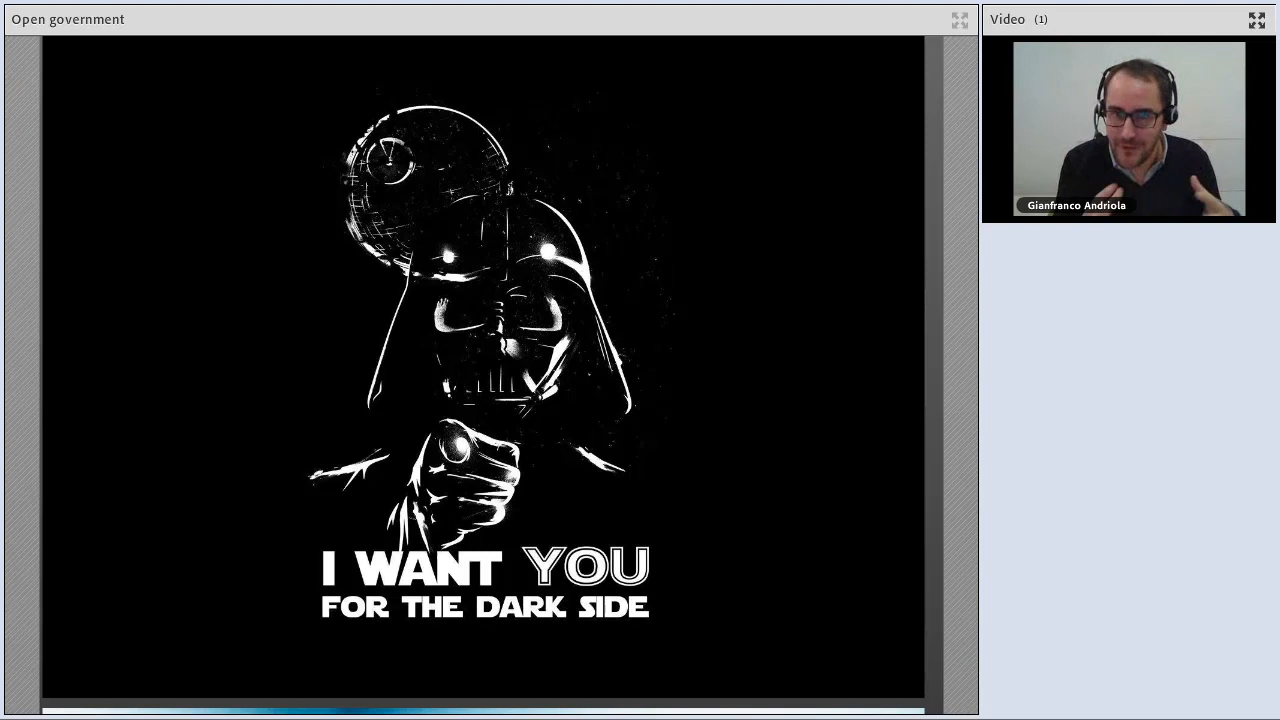 Open government
Video (1)
Gianfranco Andriola
I WANT YOU
FOR THE DARK SIDE